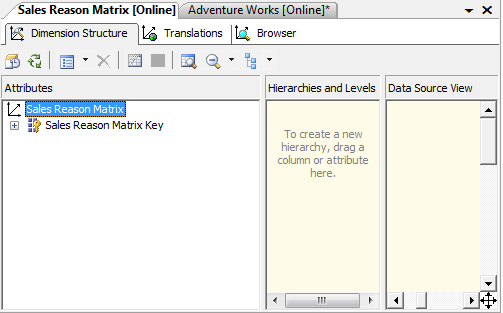 Sales Reason Matrix [Online] Adventure Works [Online]*
Dimension Structure Translations Browser
Attributes Hierarchies and Levels Data Source View
Sales Reason Matrix
Sales Reason Matrix Key
To create a new
hierarchy, drag a
column or attribute
here.